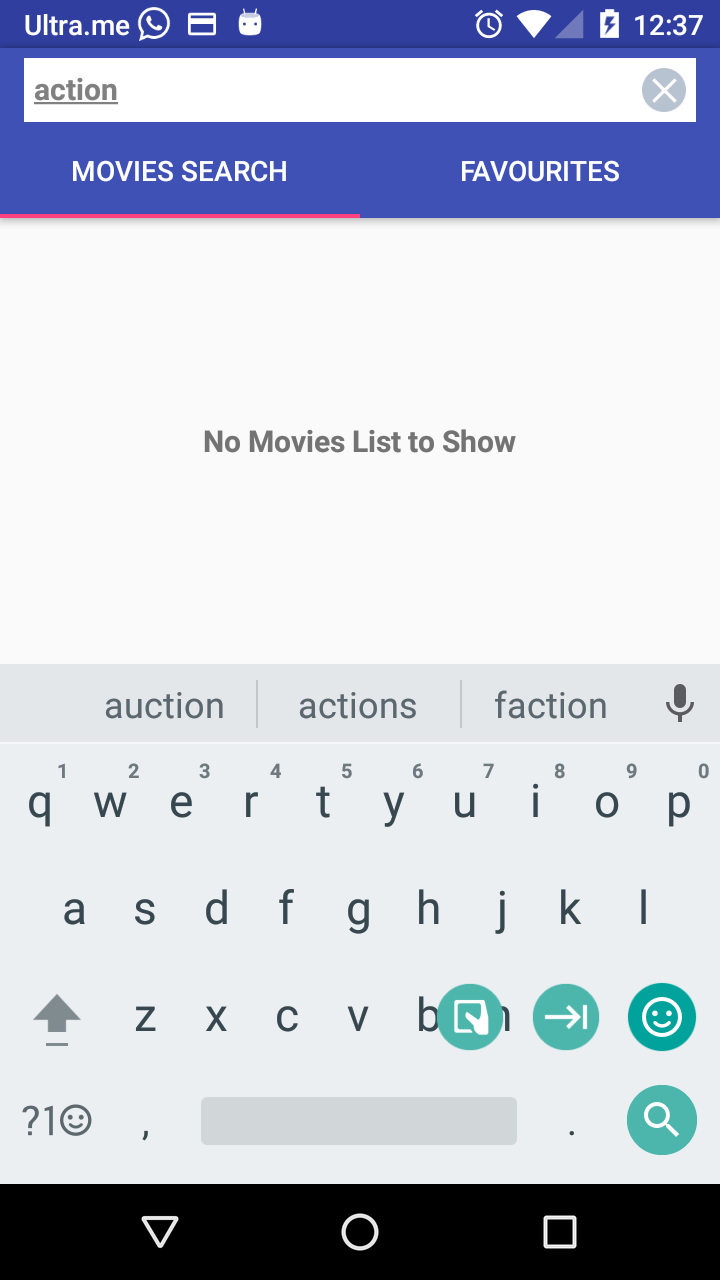 Ultra.me 12:37
action
MOVIES SEARCH FAVOURITES
No Movies List to Show
auction actions faction
1 2 3 4 5 6 7 8 9 0
q w e r t y u i o p
a s d f g h j k l
z x c v b n
?1 , .